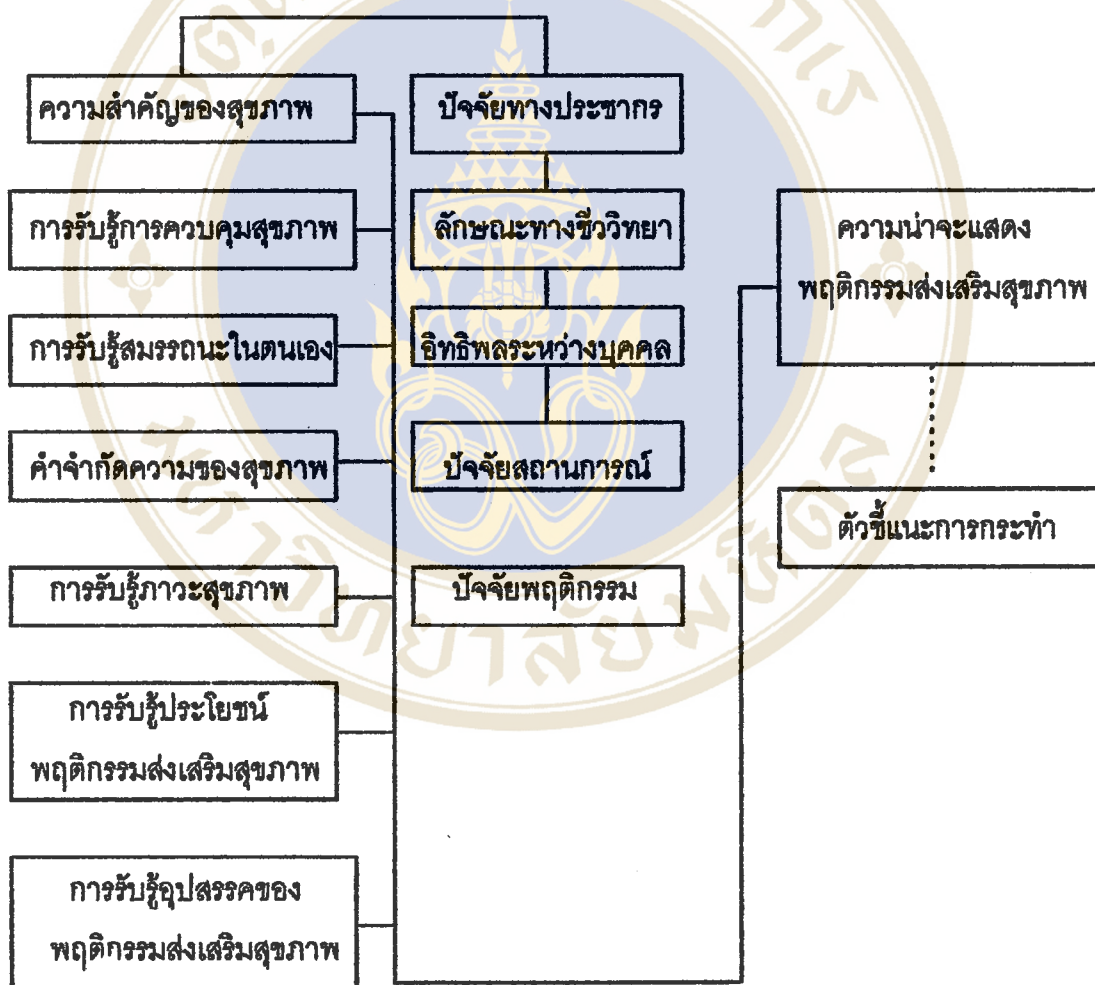 ความสำคัญของสุขภาพ
ปัจจัยทางประชากร
การรับรู้การควบคุมสุขภาพ
ลักษณะทางชีววิทยา
ความน่าจะแสดง
พฤติกรรมส่งเสริมสุขภาพ
การรับรู้สมรรถนะในตนเอง
อิทธิพลระหว่างบุคคล
คำจำกัดความของสุขภาพ
ปัจจัยสถานการณ์
ตัวชี้แนะการกระทำ
การรับรู้ภาวะสุขภาพ
ปัจจัยพฤติกรรม
การรับรู้ประโยชน์
พฤติกรรมส่งเสริมสุขภาพ
การรับรู้อุปสรรคของ
พฤติกรรมส่งเสริมสุขภาพ
มหาวิทยาลัยมหิดล